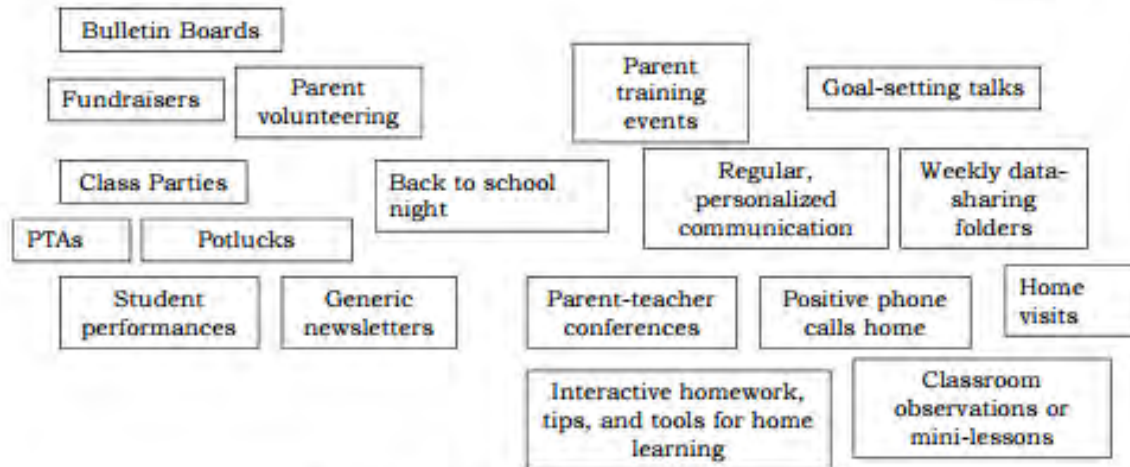 Bulletin Boards
Fundraisers
Parent
volunteering
Parent
training
events
Goal-setting talks
Class Parties
Back to school
night
Regular,
personalized
communication
Weekly data-
sharing
folders
PTAs
Potlucks
Student
performances
Generic
newsletters
Parent-teacher
conferences
Positive phone
calls home
Home
visits
Interactive homework,
tips, and tools for home
learning
Classroom
observations or
mini-lessons